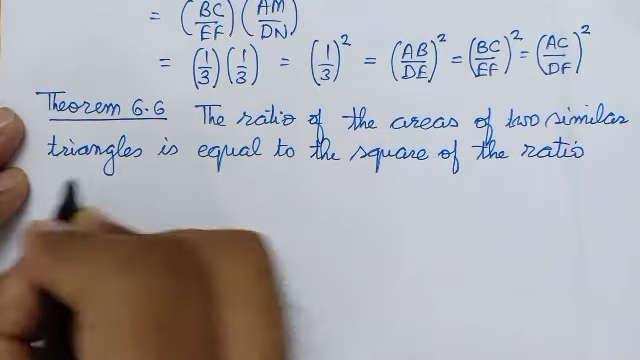 = (BC/EF) (AM/DN)
= (1/3) (1/3) = (1/3)² = (AB/DE)² = (BC/EF)² = (AC/DF)²
Theorem 6.6 The ratio of the areas of two similar
triangles is equal to the square of the ratio